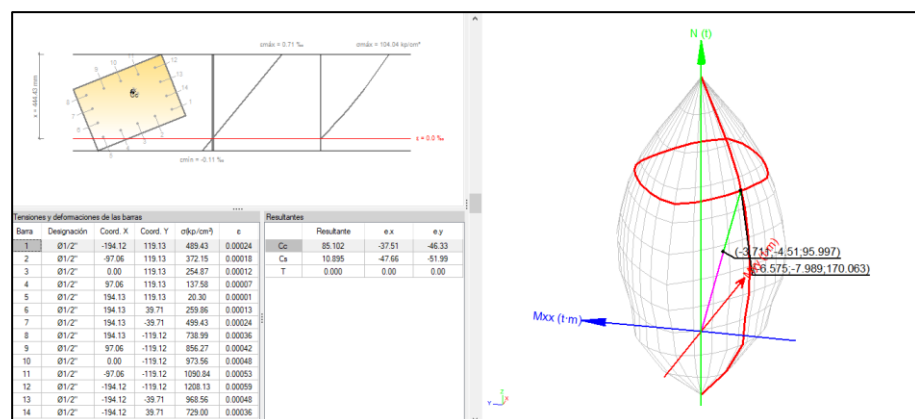 εmáx = 0.71 ‰
σmáx = 104.04 kp/cm²
x = 444.43 mm
ε = 0.0 ‰
εmín = -0.11 ‰
Tensiones y deformaciones de las barras
Barra Designación Coord. X Coord. Y σ(kp/cm²) ε
1 Ø1/2" -194.12 119.13 489.43 0.00024
2 Ø1/2" -97.06 119.13 372.15 0.00018
3 Ø1/2" 0.00 119.13 254.87 0.00012
4 Ø1/2" 97.06 119.13 137.58 0.00007
5 Ø1/2" 194.13 119.13 20.30 0.00001
6 Ø1/2" 194.13 39.71 259.86 0.00013
7 Ø1/2" 194.13 -39.71 499.43 0.00024
8 Ø1/2" 194.13 -119.12 738.99 0.00036
9 Ø1/2" 97.06 -119.12 856.27 0.00042
10 Ø1/2" 0.00 -119.12 973.56 0.00048
11 Ø1/2" -97.06 -119.12 1090.84 0.00053
12 Ø1/2" -194.12 -119.12 1208.13 0.00059
13 Ø1/2" -194.12 -39.71 968.56 0.00048
14 Ø1/2" -194.12 39.71 729.00 0.00036
Resultantes
Resultante e.x e.y
Cc 85.102 -37.51 -46.33
Cs 10.895 -47.66 -51.99
T 0.000 0.00 0.00
N (t)
-4.51;95.997)
-6.575;-7.989;170.063)
Mxx (t·m)